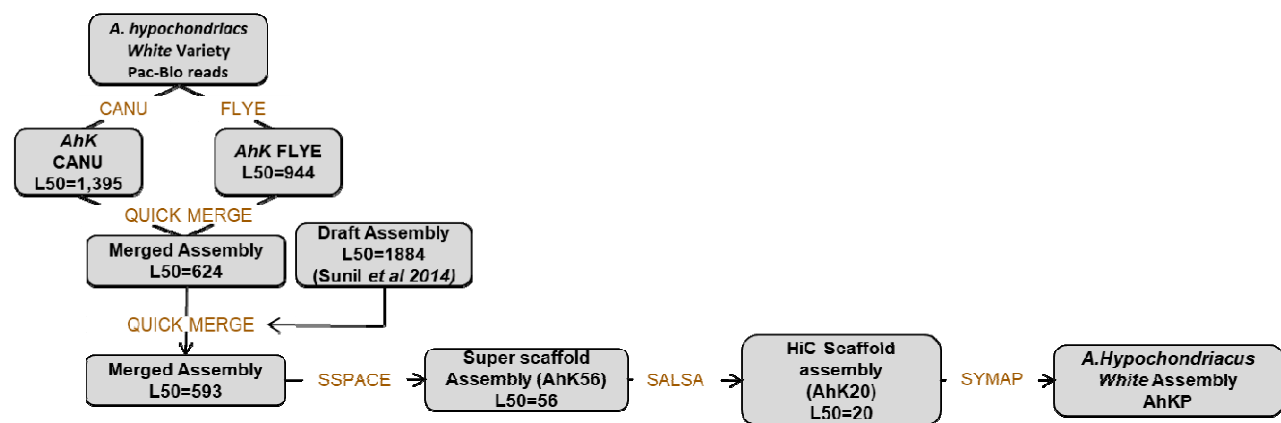 A. hypochondriacs
White Variety
Pac-Bio reads
CANU
FLYE
AhK
CANU
L50=1,395
AhK FLYE
L50=944
QUICK MERGE
Merged Assembly
L50=624
Draft Assembly
L50=1884
(Sunil et al 2014)
QUICK MERGE
Merged Assembly
L50=593
SSPACE
Super scaffold
Assembly (AhK56)
L50=56
SALSA
HiC Scaffold
assembly
(AhK20)
L50=20
SYMAP
A.Hypochondriacus
White Assembly
AhKP